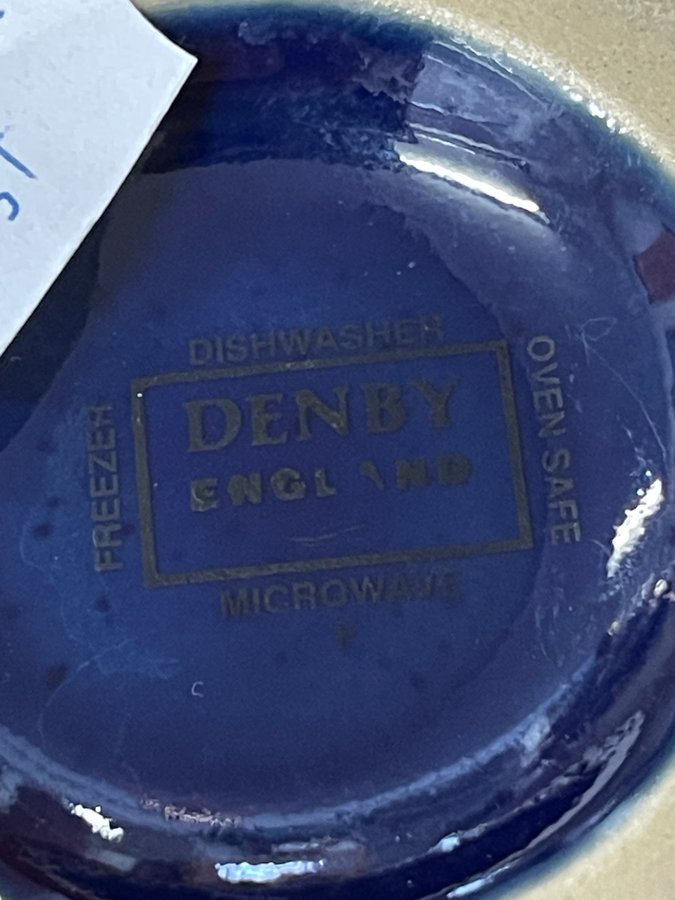 DISHWASHER
FREEZER
DENBY
ENGLAND
OVEN SAFE
MICROWAVE